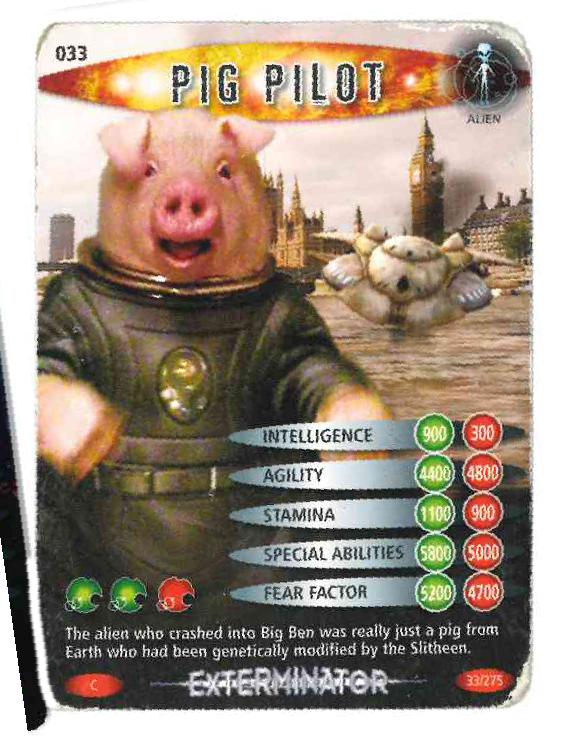 033
PIG PILOT
ALIEN
INTELLIGENCE 900 300
AGILITY 4400 4800
STAMINA 1100 900
SPECIAL ABILITIES 5800 5000
FEAR FACTOR 5200 4700
The alien who crashed into Big Ben was really just a pig from
Earth who had been genetically modified by the Slitheen.
C EXTERMINATOR 33/275